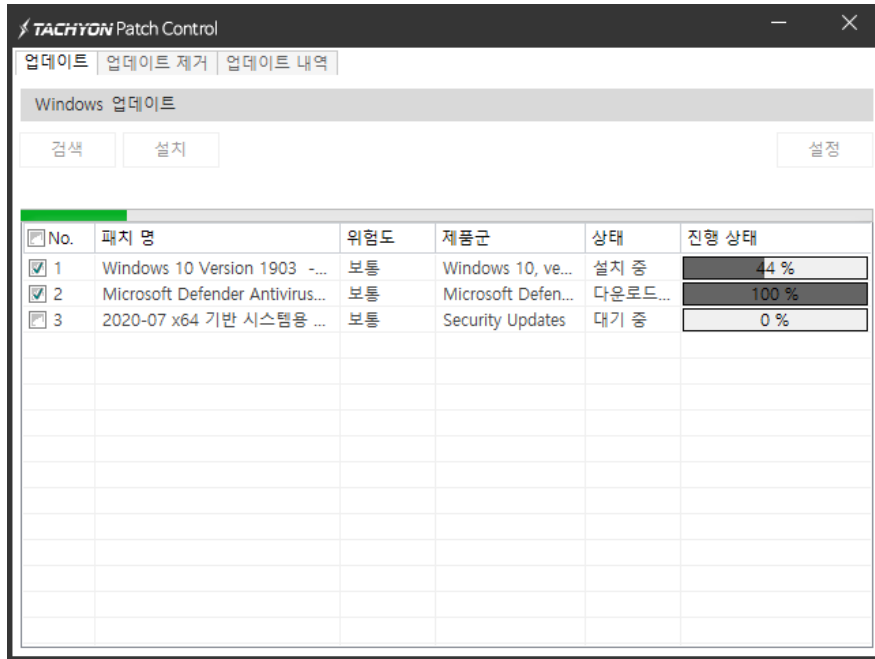 TACHYON Patch Control
업데이트 업데이트 제거 업데이트 내역
Windows 업데이트
검색 설치 설정
No. 패치 명 위험도 제품군 상태 진행 상태
1 Windows 10 Version 1903 -... 보통 Windows 10, ve... 설치 중 44 %
2 Microsoft Defender Antivirus... 보통 Microsoft Defen... 다운로드... 100 %
3 2020-07 x64 기반 시스템용 ... 보통 Security Updates 대기 중 0 %